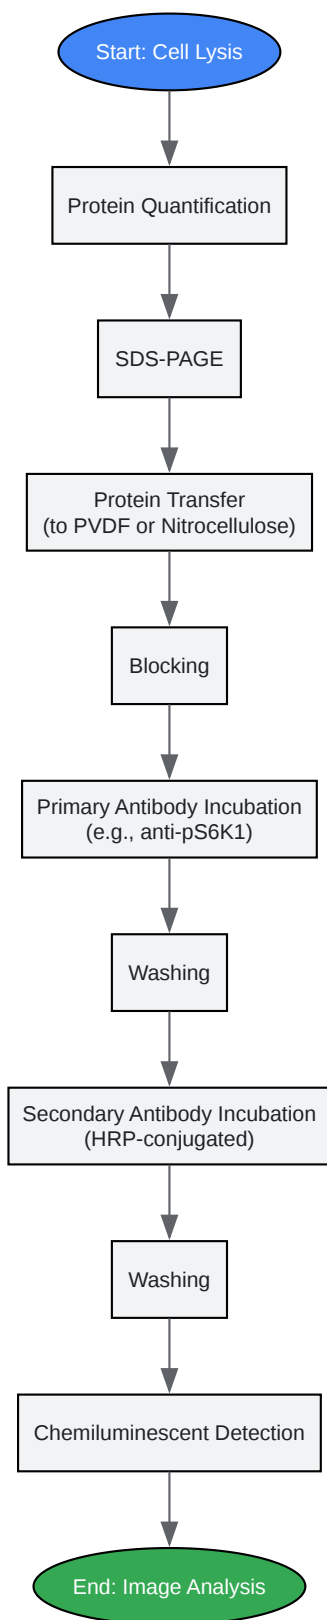 Start: Cell Lysis
Protein Quantification
SDS-PAGE
Protein Transfer
(to PVDF or Nitrocellulose)
Blocking
Primary Antibody Incubation
(e.g., anti-pS6K1)
Washing
Secondary Antibody Incubation
(HRP-conjugated)
Washing
Chemiluminescent Detection
End: Image Analysis